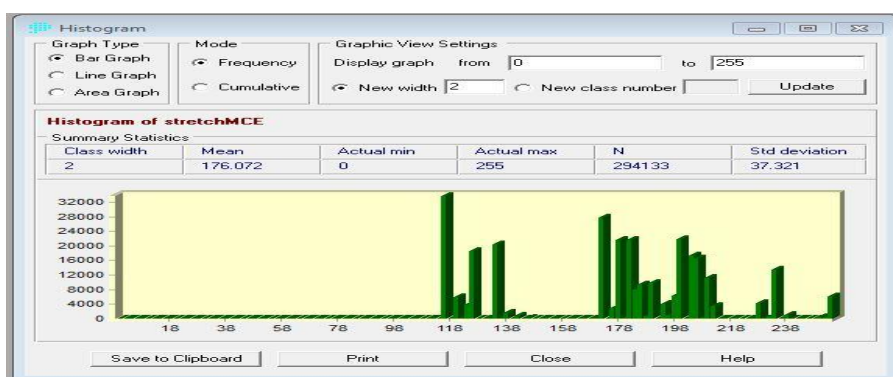 Histogram
Graph Type Mode Graphic View Settings
Bar Graph Frequency Display graph from 0 to 255
Line Graph
Area Graph Cumulative New width 2 New class number Update
Histogram of stretchMCE
Summary Statistics
Class width Mean Actual min Actual max N Std deviation
2 176.072 0 255 294133 37.321
32000
28000
24000
20000
16000
12000
8000
4000
0
18 38 58 78 98 118 138 158 178 198 218 238
Save to Clipboard Print Close Help